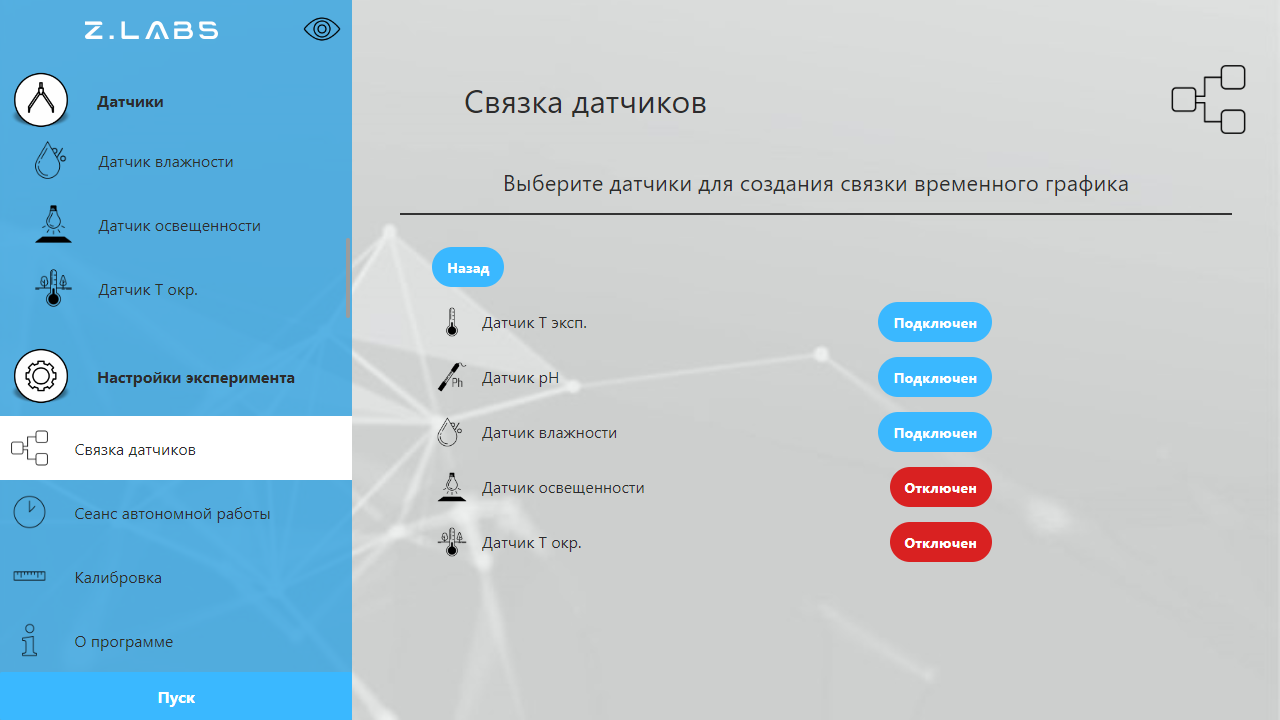 Z.LABS
Датчики
Датчик влажности
Датчик освещенности
Датчик Т окр.
Настройки эксперимента
Связка датчиков
Сеанс автономной работы
Калибровка
О программе
Пуск
Связка датчиков
Выберите датчики для создания связки временного графика
Назад
Датчик Т эксп. Подключен
Ph Датчик pH Подключен
Датчик влажности Подключен
Датчик освещенности Отключен
Датчик Т окр. Отключен